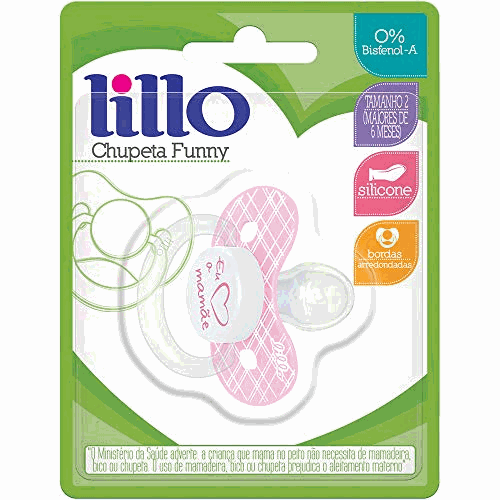 lillo
Chupeta Funny
0%
Bisfenol-A
TAMANHO 2
(MAIORES DE
6 MESES)
silicone
bordas
arredondadas
Eu
o
mamãe
"O Ministério da Saúde adverte: a criança que mama no peito não necessita de mamadeira,
bico ou chupeta. O uso de mamadeira, bico ou chupeta prejudica o aleitamento materno"